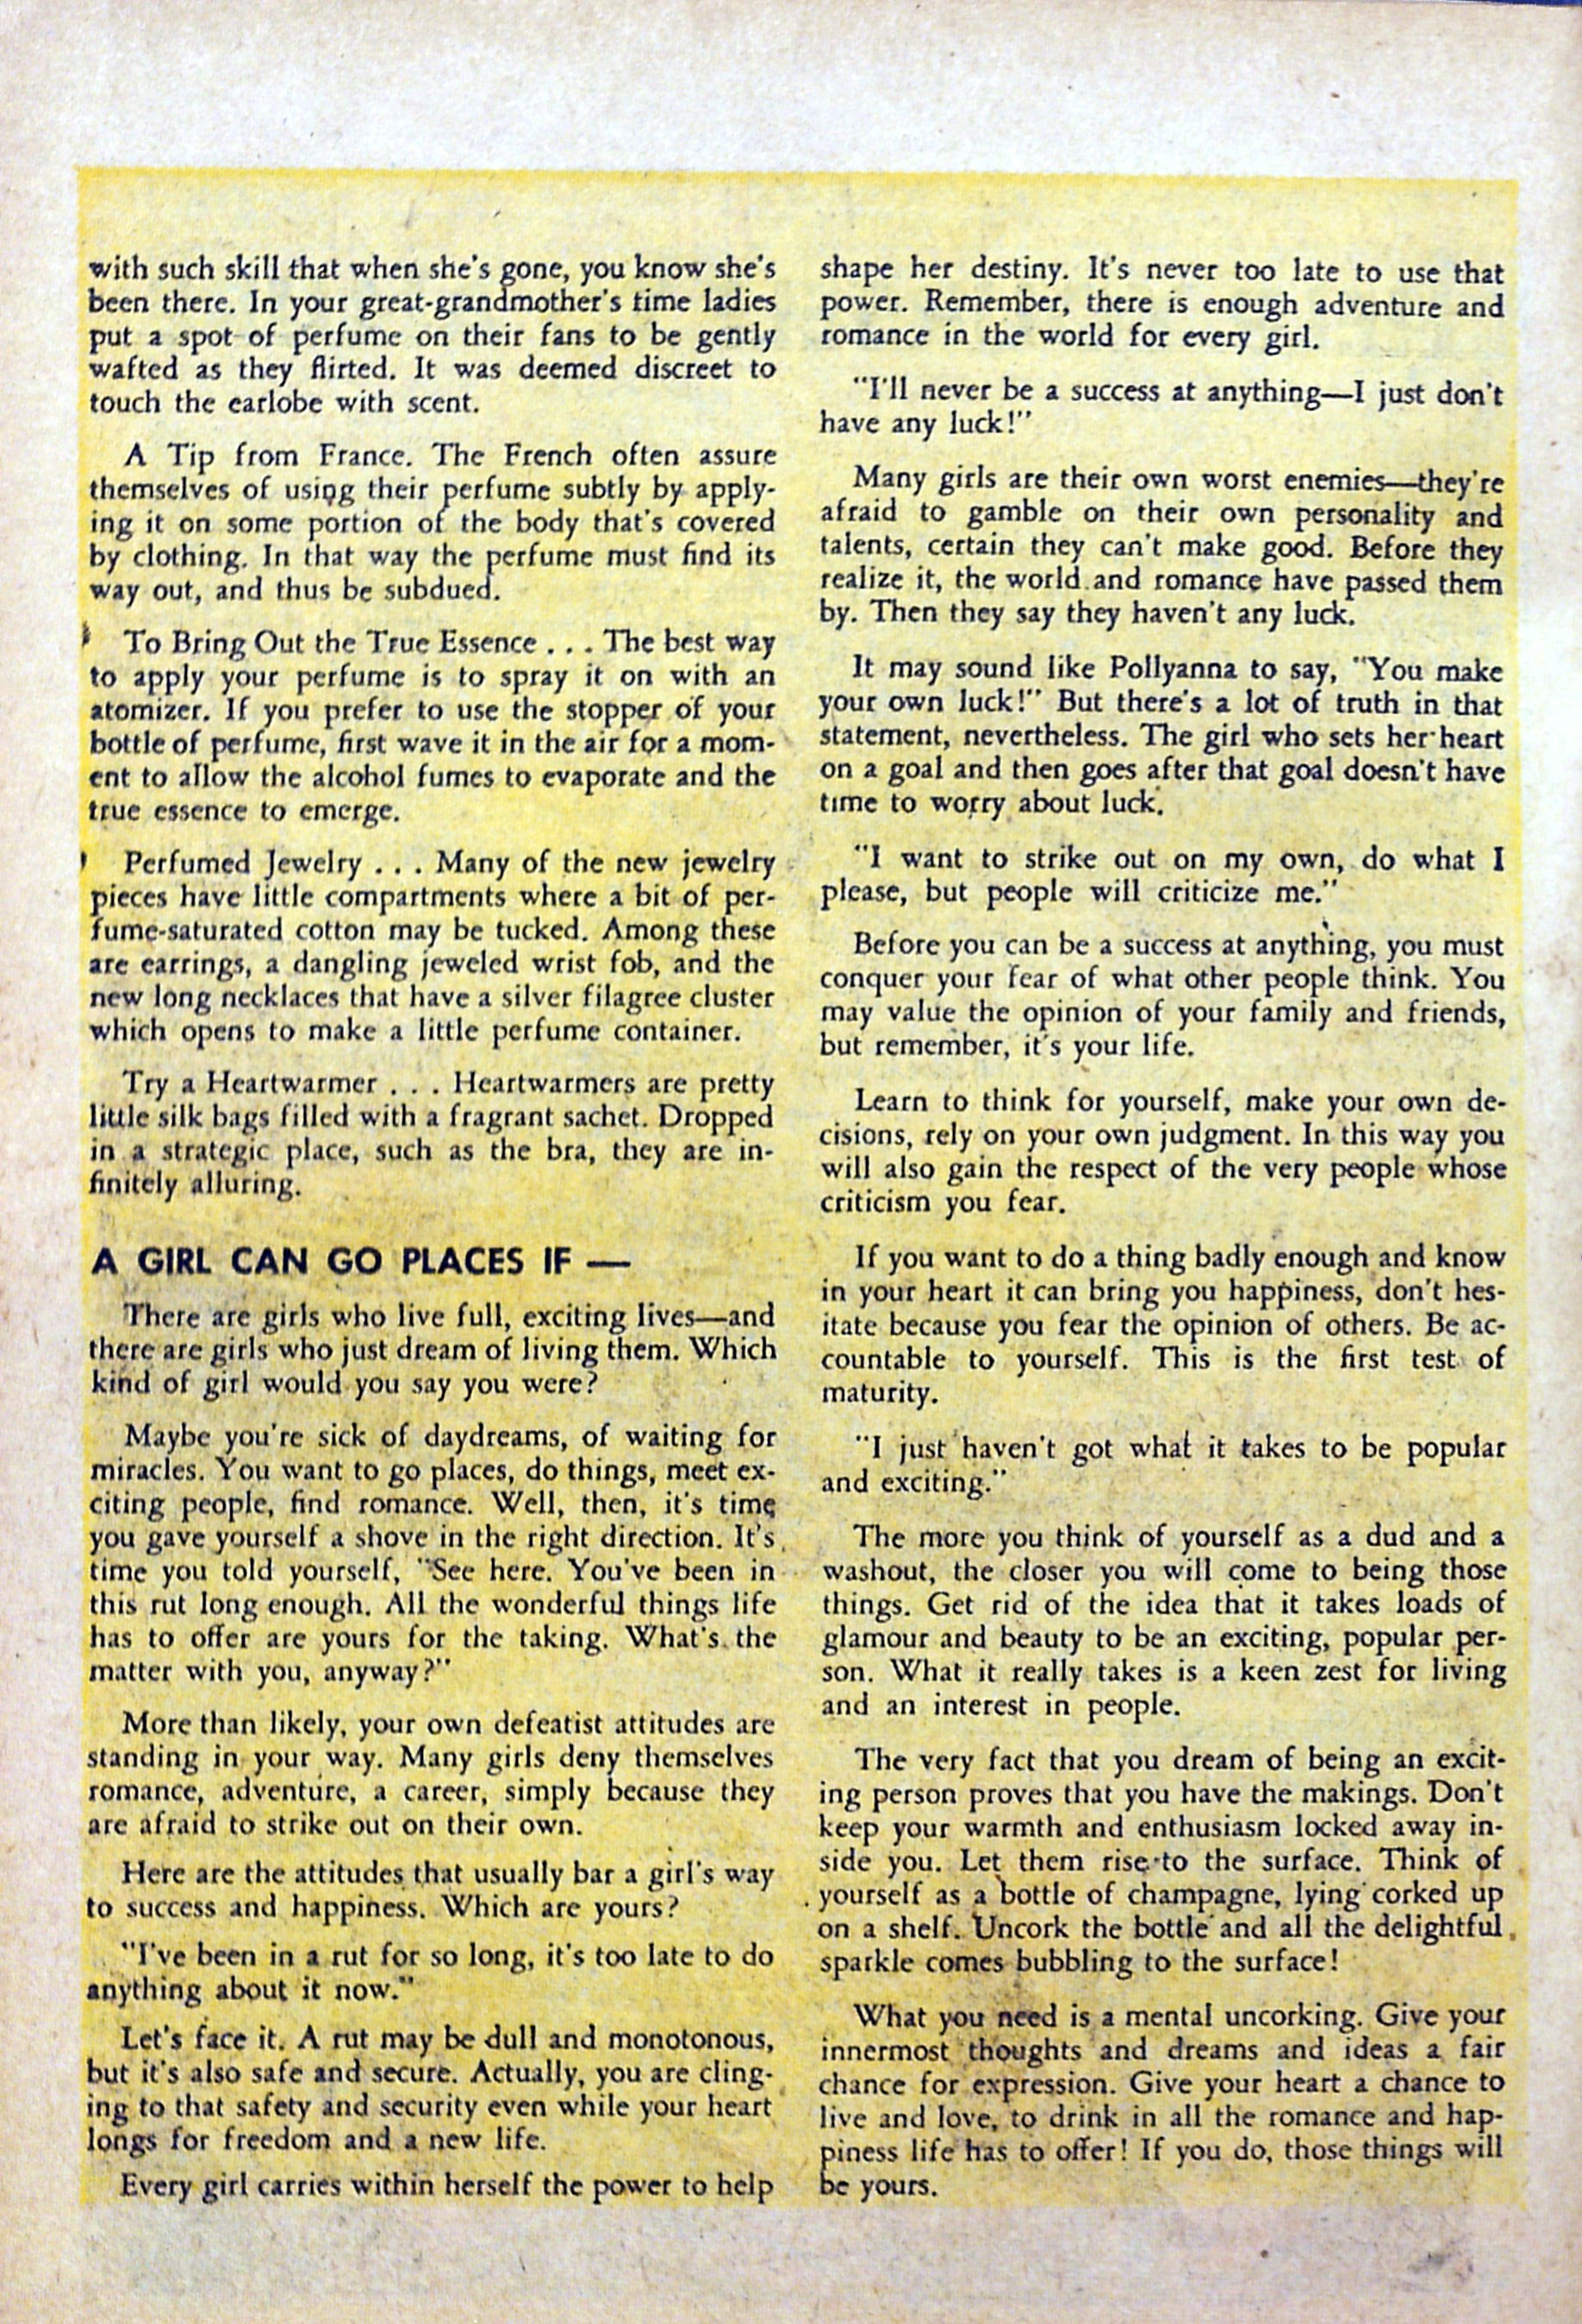 with such skill that when she's gone, you know she's
been there. In your great-grandmother's time ladies
put a spot of perfume on their fans to be gently
wafted as they flirted. It was deemed discreet to
touch the earlobe with scent.
A Tip from France. The French often assure
themselves of using their perfume subtly by apply-
ing it on some portion of the body that's covered
by clothing. In that way the perfume must find its
way out, and thus be subdued.
To Bring Out the True Essence . . . The best way
to apply your perfume is to spray it on with an
atomizer. If you prefer to use the stopper of your
bottle of perfume, first wave it in the air for a mom-
ent to allow the alcohol fumes to evaporate and the
true essence to emerge.
Perfumed Jewelry . . . Many of the new jewelry
pieces have little compartments where a bit of per-
fume-saturated cotton may be tucked. Among these
are earrings, a dangling jeweled wrist fob, and the
new long necklaces that have a silver filagree cluster
which opens to make a little perfume container.
Try a Heartwarmer . . . Heartwarmers are pretty
little silk bags filled with a fragrant sachet. Dropped
in a strategic place, such as the bra, they are in-
finitely alluring.
A GIRL CAN GO PLACES IF —
There are girls who live full, exciting lives—and
there are girls who just dream of living them. Which
kind of girl would you say you were?
Maybe you're sick of daydreams, of waiting for
miracles. You want to go places, do things, meet ex-
citing people, find romance. Well, then, it's time
you gave yourself a shove in the right direction. It's
time you told yourself, "See here. You've been in
this rut long enough. All the wonderful things life
has to offer are yours for the taking. What's the
matter with you, anyway?"
More than likely, your own defeatist attitudes are
standing in your way. Many girls deny themselves
romance, adventure, a career, simply because they
are afraid to strike out on their own.
Here are the attitudes that usually bar a girl's way
to success and happiness. Which are yours?
"I've been in a rut for so long, it's too late to do
anything about it now."
Let's face it. A rut may be dull and monotonous,
but it's also safe and secure. Actually, you are cling-
ing to that safety and security even while your heart
longs for freedom and a new life.
Every girl carries within herself the power to help
shape her destiny. It's never too late to use that
power. Remember, there is enough adventure and
romance in the world for every girl.
"I'll never be a success at anything—I just don't
have any luck!"
Many girls are their own worst enemies—they're
afraid to gamble on their own personality and
talents, certain they can't make good. Before they
realize it, the world and romance have passed them
by. Then they say they haven't any luck.
It may sound like Pollyanna to say, "You make
your own luck!" But there's a lot of truth in that
statement, nevertheless. The girl who sets her heart
on a goal and then goes after that goal doesn't have
time to worry about luck.
"I want to strike out on my own, do what I
please, but people will criticize me."
Before you can be a success at anything, you must
conquer your fear of what other people think. You
may value the opinion of your family and friends,
but remember, it's your life.
Learn to think for yourself, make your own de-
cisions, rely on your own judgment. In this way you
will also gain the respect of the very people whose
criticism you fear.
If you want to do a thing badly enough and know
in your heart it can bring you happiness, don't hes-
itate because you fear the opinion of others. Be ac-
countable to yourself. This is the first test of
maturity.
"I just haven't got what it takes to be popular
and exciting."
The more you think of yourself as a dud and a
washout, the closer you will come to being those
things. Get rid of the idea that it takes loads of
glamour and beauty to be an exciting, popular per-
son. What it really takes is a keen zest for living
and an interest in people.
The very fact that you dream of being an excit-
ing person proves that you have the makings. Don't
keep your warmth and enthusiasm locked away in-
side you. Let them rise to the surface. Think of
yourself as a bottle of champagne, lying corked up
on a shelf. Uncork the bottle and all the delightful
sparkle comes bubbling to the surface!
What you need is a mental uncorking. Give your
innermost thoughts and dreams and ideas a fair
chance for expression. Give your heart a chance to
live and love, to drink in all the romance and hap-
piness life has to offer! If you do, those things will
be yours.